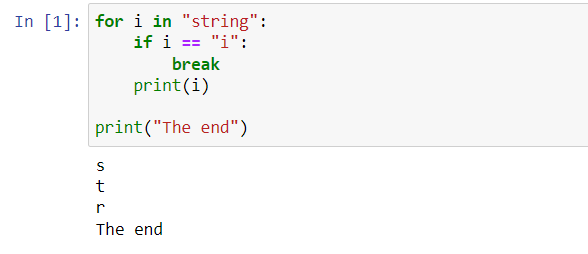 In [1]: for i in "string":
    if i == "i":
        break
    print(i)

print("The end")
s
t
r
The end